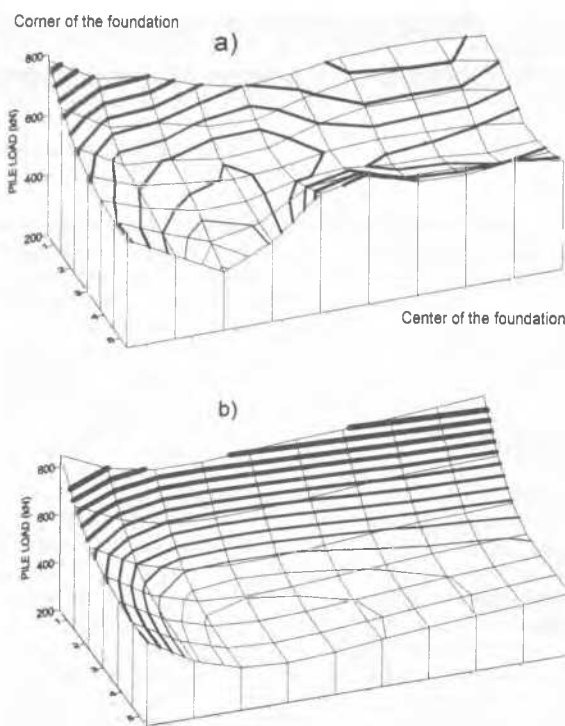 Corner of the foundation
a)
800
600
400
200
PILE LOAD (kN)
Center of the foundation
b)
800
600
400
200
PILE LOAD (kN)